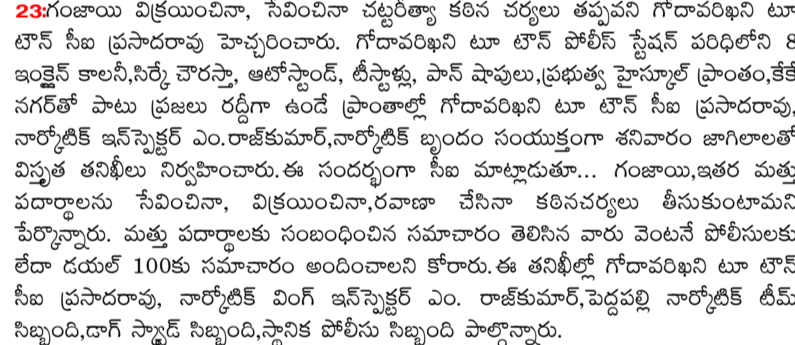 23:గంజాయి విక్రయించినా, సేవించినా చట్టరీత్యా కఠిన చర్యలు తప్పవని గోదావరిఖని టూ
టౌన్ సీఐ ప్రసాదరావు హెచ్చరించారు. గోదావరిఖని టూ టౌన్ పోలీస్ స్టేషన్ పరిధిలోని 8
ఇంక్లైన్ కాలనీ,సిర్కే చౌరస్తా, ఆటోస్టాండ్, టీస్టాళ్లు, పాన్ షాపులు,ప్రభుత్వ హైస్కూల్ ప్రాంతం,కేకే
నగర్‌తో పాటు ప్రజలు రద్దీగా ఉండే ప్రాంతాల్లో గోదావరిఖని టూ టౌన్ సీఐ ప్రసాదరావు,
నార్కోటిక్ ఇన్‌స్పెక్టర్ ఎం.రాజ్‌కుమార్,నార్కోటిక్ బృందం సంయుక్తంగా శనివారం జాగిలాలతో
విస్తృత తనిఖీలు నిర్వహించారు.ఈ సందర్భంగా సీఐ మాట్లాడుతూ... గంజాయి,ఇతర మత్తు
పదార్థాలను సేవించినా, విక్రయించినా,రవాణా చేసినా కఠినచర్యలు తీసుకుంటామని
పేర్కొన్నారు. మత్తు పదార్థాలకు సంబంధించిన సమాచారం తెలిసిన వారు వెంటనే పోలీసులకు
లేదా డయల్ 100కు సమాచారం అందించాలని కోరారు.ఈ తనిఖీల్లో గోదావరిఖని టూ టౌన్
సీఐ ప్రసాదరావు, నార్కోటిక్ వింగ్ ఇన్‌స్పెక్టర్ ఎం. రాజ్‌కుమార్,పెద్దపల్లి నార్కోటిక్ టీమ్
సిబ్బంది,డాగ్ స్క్వాడ్ సిబ్బంది,స్థానిక పోలీసు సిబ్బంది పాల్గొన్నారు.